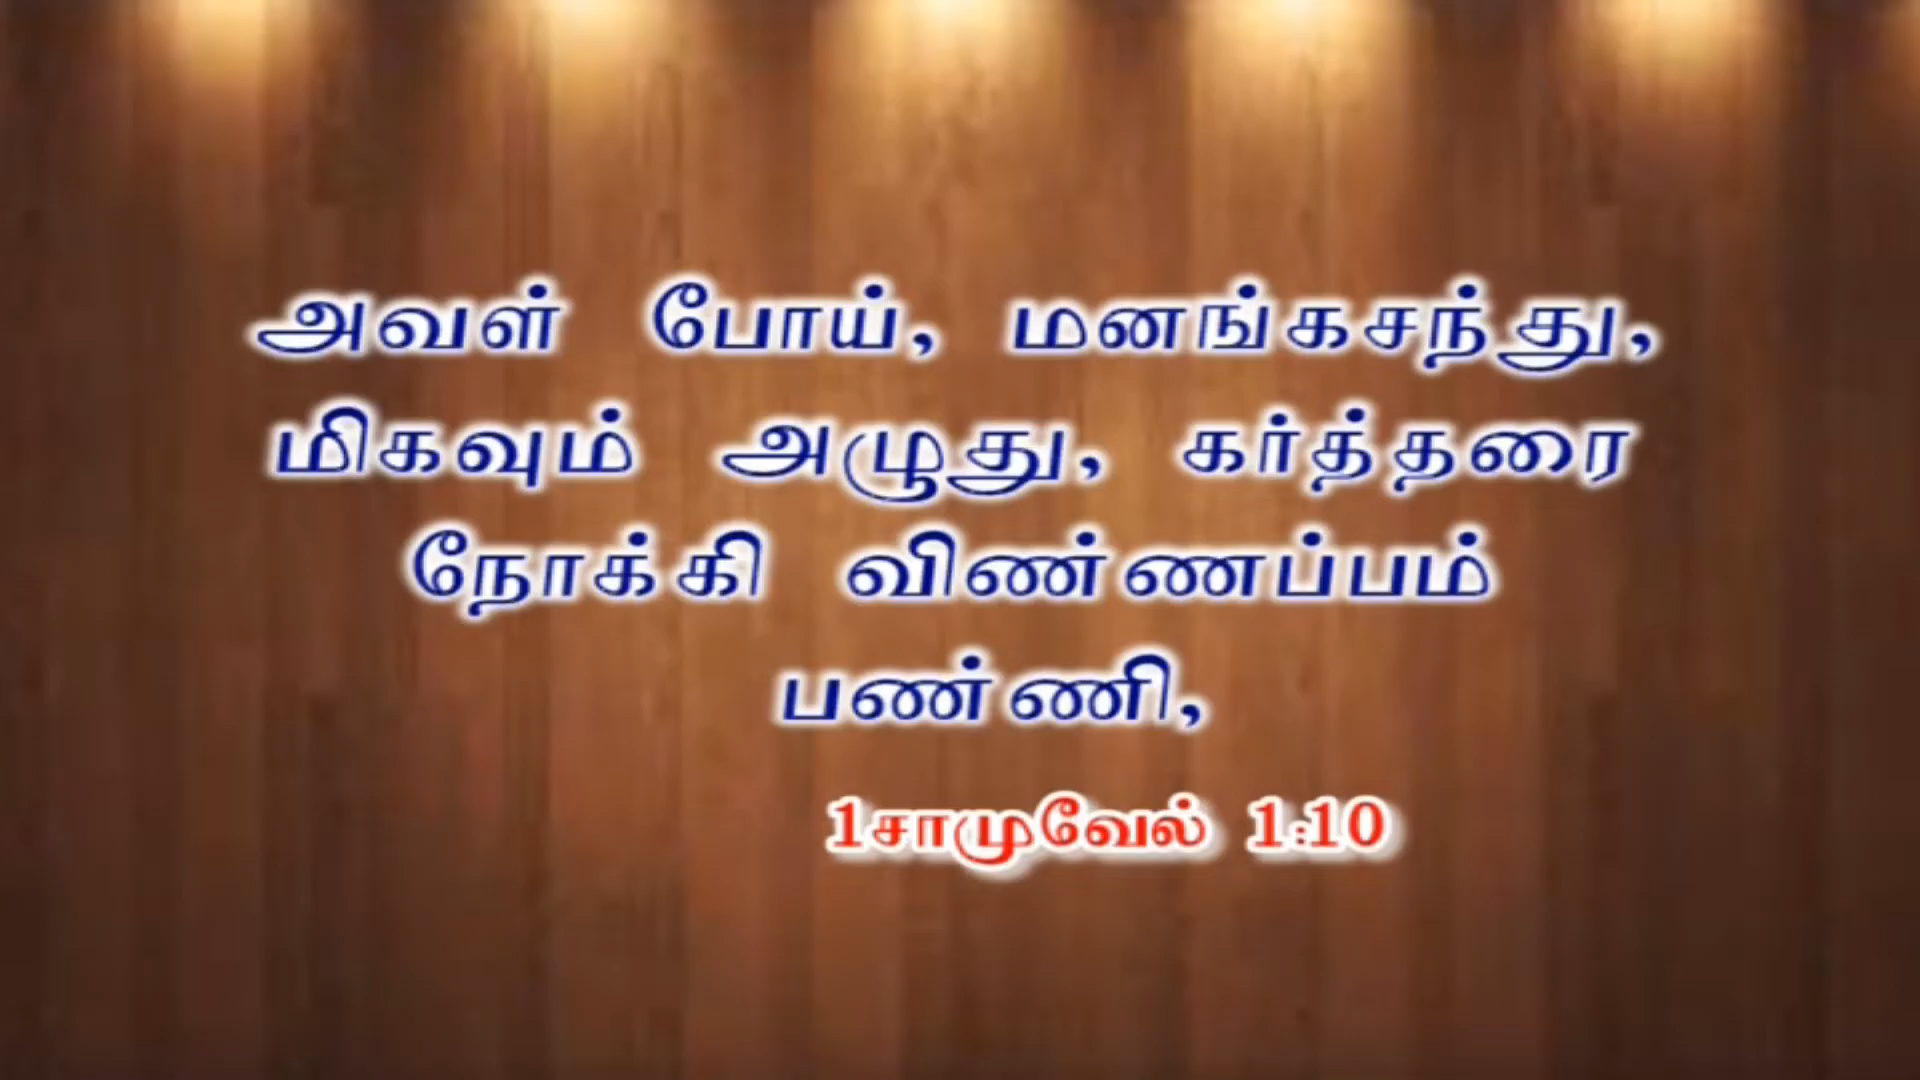 அவள் போய், மனங்கசந்து,
மிகவும் அழுது, கர்த்தரை
நோக்கி விண்ணப்பம்
பண்ணி,
1சாமுவேல் 1:10